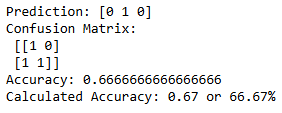 Prediction: [0 1 0]
Confusion Matrix:
[[1 0]
[1 1]]
Accuracy: 0.6666666666666666
Calculated Accuracy: 0.67 or 66.67%